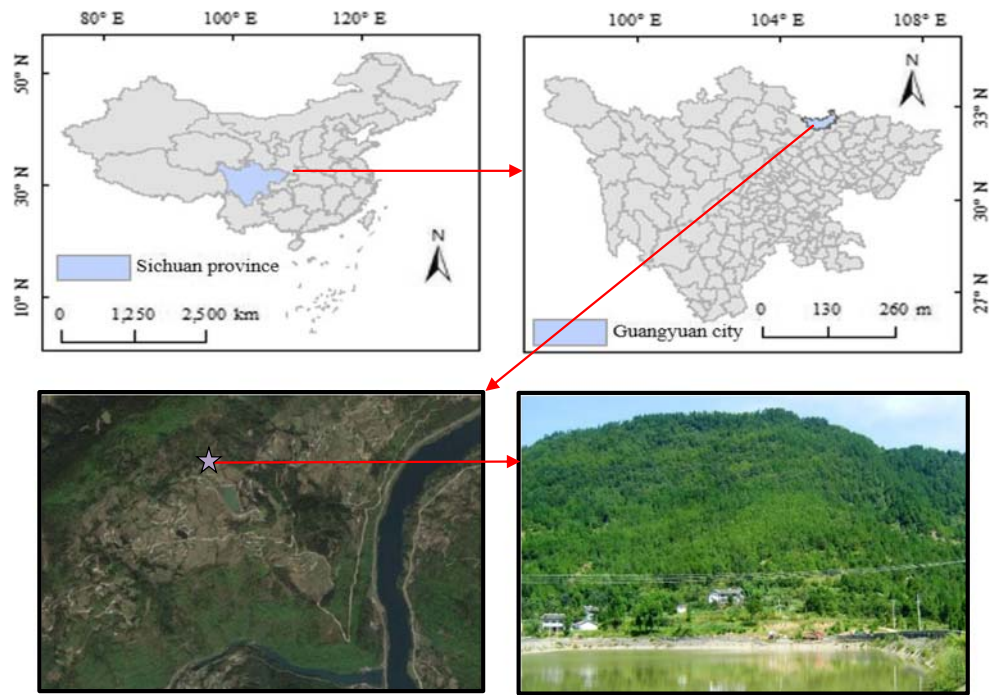 80° E 100° E 120° E
50° N
30° N
10° N
N
Sichuan province
0 1,250 2,500 km
100° E 104° E 108° E
N
33° N
30° N
27° N
0 130 260 m
Guangyuan city